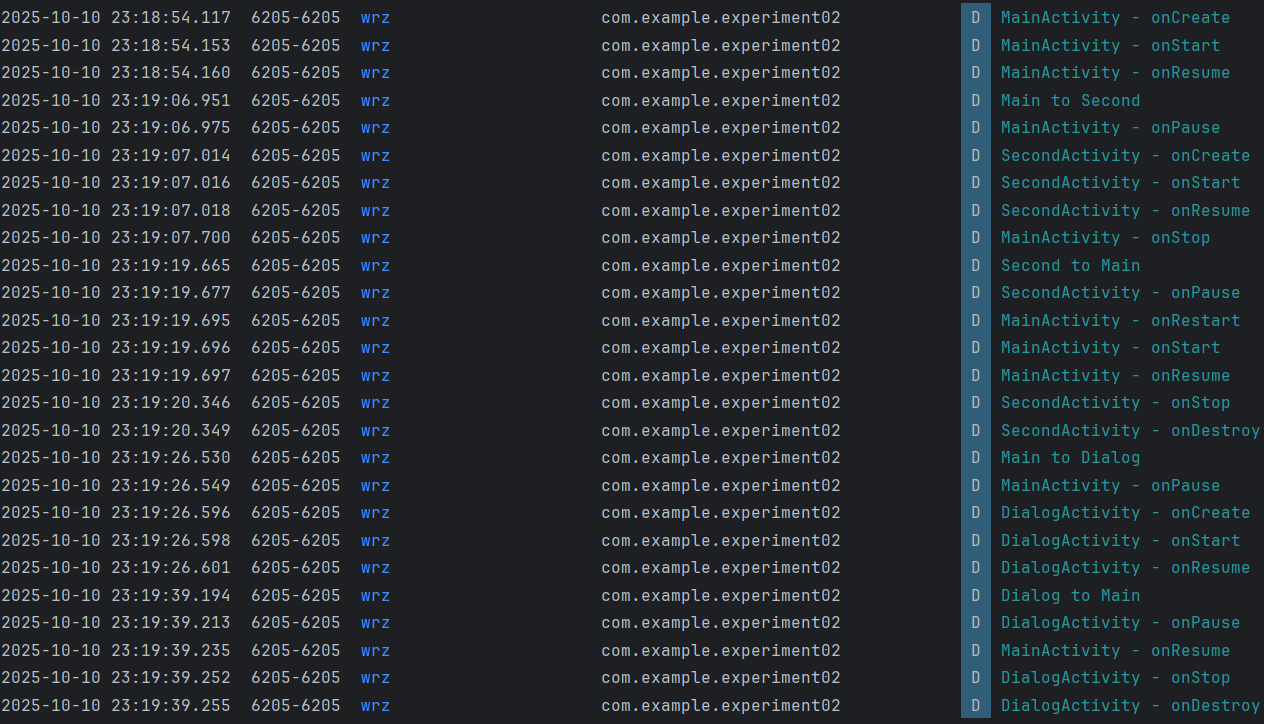 2025-10-10 23:18:54.117 6205-6205 wrz com.example.experiment02 D MainActivity - onCreate
2025-10-10 23:18:54.153 6205-6205 wrz com.example.experiment02 D MainActivity - onStart
2025-10-10 23:18:54.160 6205-6205 wrz com.example.experiment02 D MainActivity - onResume
2025-10-10 23:19:06.951 6205-6205 wrz com.example.experiment02 D Main to Second
2025-10-10 23:19:06.975 6205-6205 wrz com.example.experiment02 D MainActivity - onPause
2025-10-10 23:19:07.014 6205-6205 wrz com.example.experiment02 D SecondActivity - onCreate
2025-10-10 23:19:07.016 6205-6205 wrz com.example.experiment02 D SecondActivity - onStart
2025-10-10 23:19:07.018 6205-6205 wrz com.example.experiment02 D SecondActivity - onResume
2025-10-10 23:19:07.700 6205-6205 wrz com.example.experiment02 D MainActivity - onStop
2025-10-10 23:19:19.665 6205-6205 wrz com.example.experiment02 D Second to Main
2025-10-10 23:19:19.677 6205-6205 wrz com.example.experiment02 D SecondActivity - onPause
2025-10-10 23:19:19.695 6205-6205 wrz com.example.experiment02 D MainActivity - onRestart
2025-10-10 23:19:19.696 6205-6205 wrz com.example.experiment02 D MainActivity - onStart
2025-10-10 23:19:19.697 6205-6205 wrz com.example.experiment02 D MainActivity - onResume
2025-10-10 23:19:20.346 6205-6205 wrz com.example.experiment02 D SecondActivity - onStop
2025-10-10 23:19:20.349 6205-6205 wrz com.example.experiment02 D SecondActivity - onDestroy
2025-10-10 23:19:26.530 6205-6205 wrz com.example.experiment02 D Main to Dialog
2025-10-10 23:19:26.549 6205-6205 wrz com.example.experiment02 D MainActivity - onPause
2025-10-10 23:19:26.596 6205-6205 wrz com.example.experiment02 D DialogActivity - onCreate
2025-10-10 23:19:26.598 6205-6205 wrz com.example.experiment02 D DialogActivity - onStart
2025-10-10 23:19:26.601 6205-6205 wrz com.example.experiment02 D DialogActivity - onResume
2025-10-10 23:19:39.194 6205-6205 wrz com.example.experiment02 D Dialog to Main
2025-10-10 23:19:39.213 6205-6205 wrz com.example.experiment02 D DialogActivity - onPause
2025-10-10 23:19:39.235 6205-6205 wrz com.example.experiment02 D MainActivity - onResume
2025-10-10 23:19:39.252 6205-6205 wrz com.example.experiment02 D DialogActivity - onStop
2025-10-10 23:19:39.255 6205-6205 wrz com.example.experiment02 D DialogActivity - onDestroy